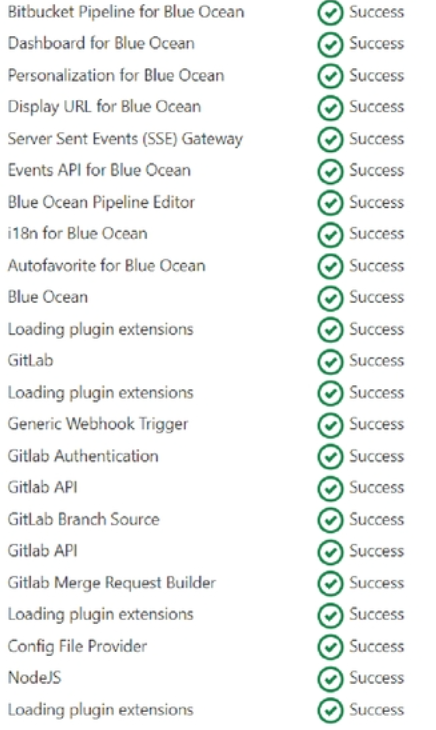 Bitbucket Pipeline for Blue Ocean Success
Dashboard for Blue Ocean Success
Personalization for Blue Ocean Success
Display URL for Blue Ocean Success
Server Sent Events (SSE) Gateway Success
Events API for Blue Ocean Success
Blue Ocean Pipeline Editor Success
i18n for Blue Ocean Success
Autofavorite for Blue Ocean Success
Blue Ocean Success
Loading plugin extensions Success
GitLab Success
Loading plugin extensions Success
Generic Webhook Trigger Success
Gitlab Authentication Success
Gitlab API Success
GitLab Branch Source Success
Gitlab API Success
Gitlab Merge Request Builder Success
Loading plugin extensions Success
Config File Provider Success
NodeJS Success
Loading plugin extensions Success